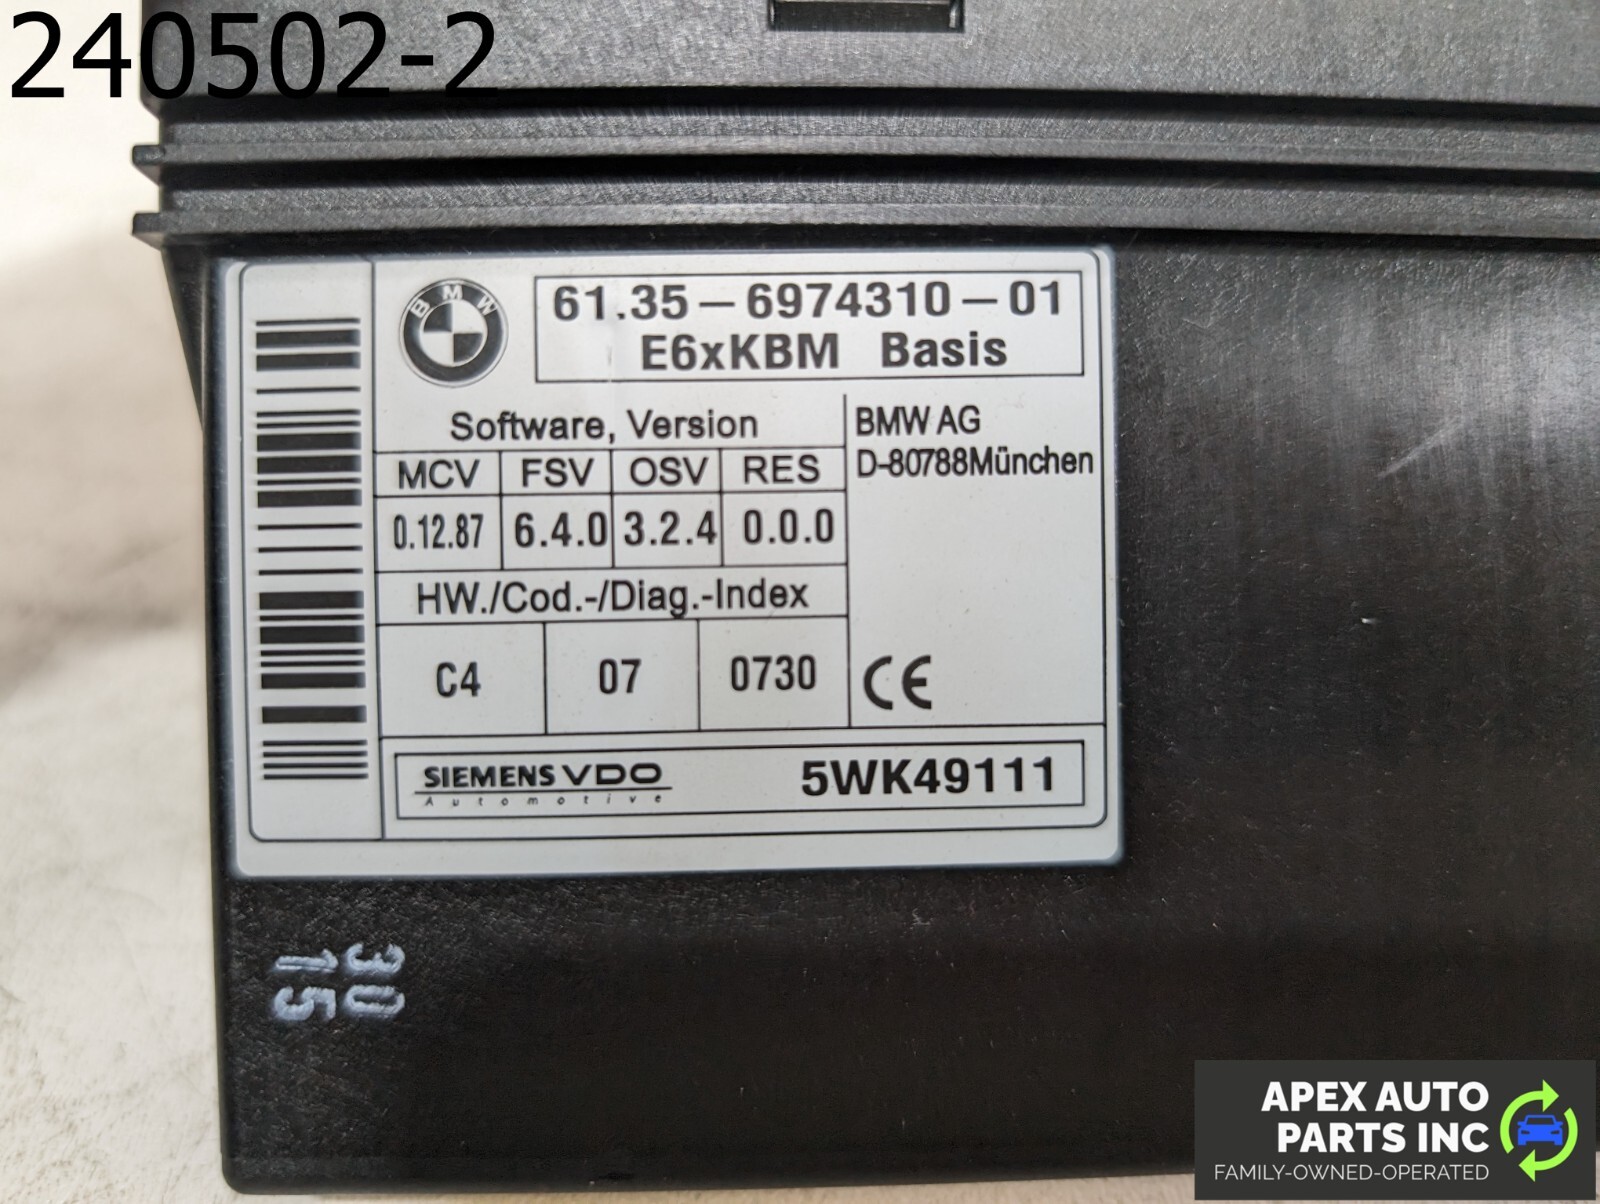 240502-2
BMW
61.35-6974310-01
E6xKBM Basis
Software, Version
MCV FSV OSV RES
0.12.87 6.4.0 3.2.4 0.0.0
BMW AG
D-80788München
HW./Cod.-/Diag.-Index
C4 07 0730
CE
SIEMENS VDO
Automotive
5WK49111
30
15
APEX AUTO
PARTS INC
FAMILY-OWNED-OPERATED